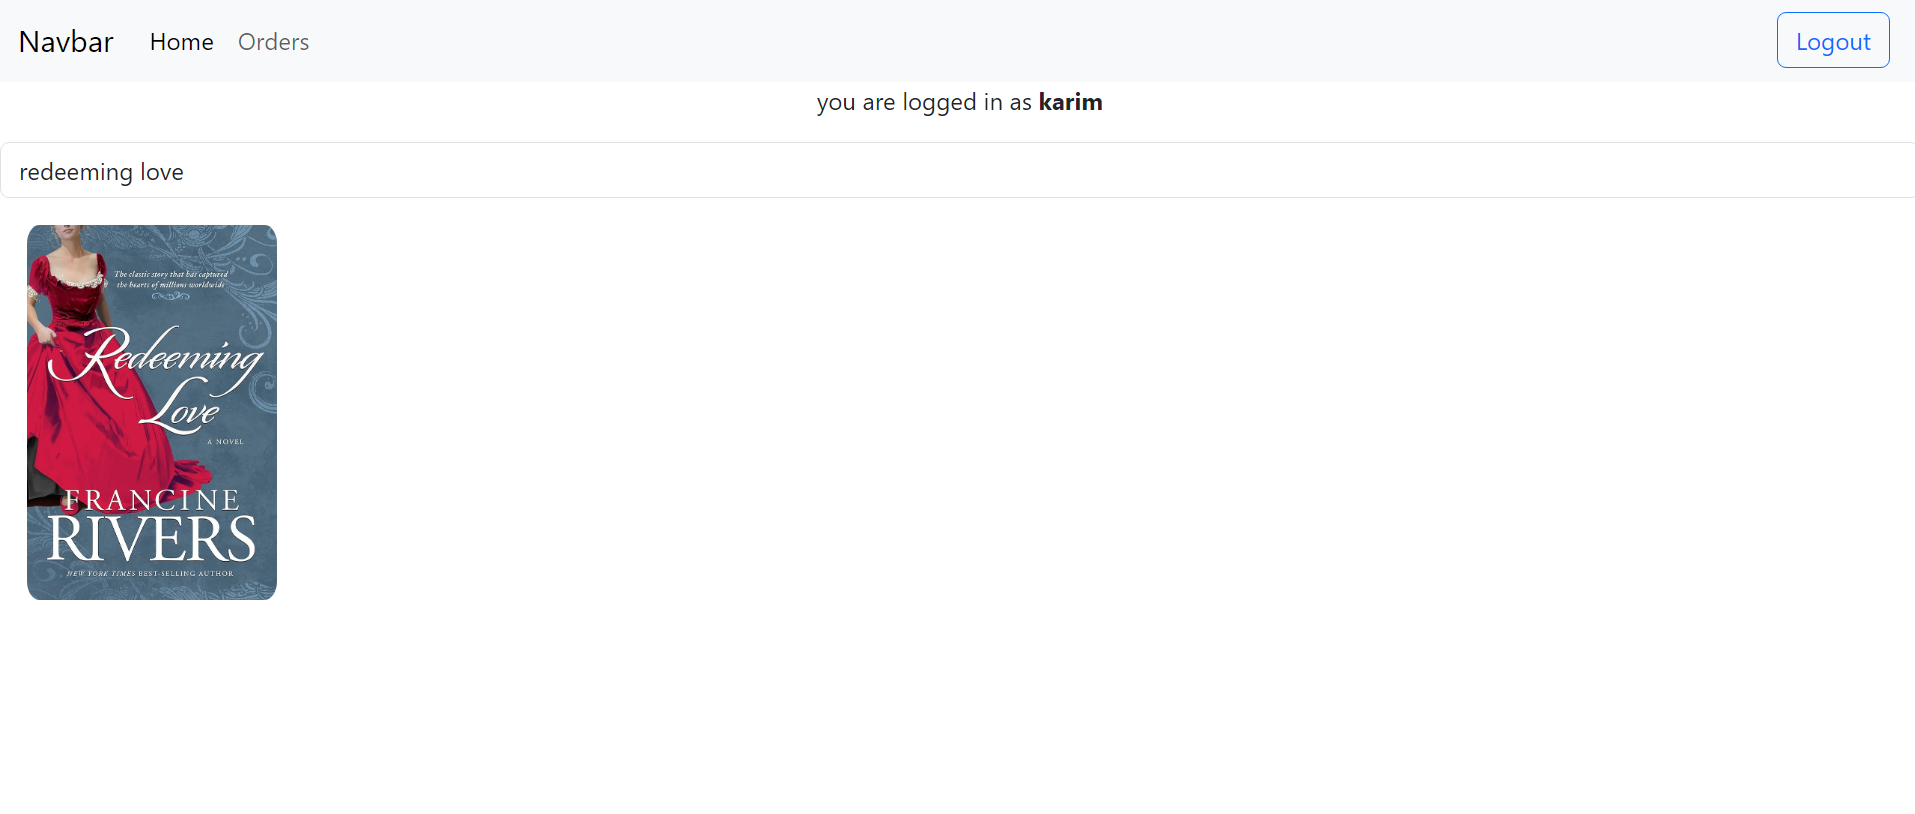 Navbar Home Orders Logout
you are logged in as karim
redeeming love
The classic story that has captured
the hearts of millions worldwide
Redeeming
Love
A NOVEL
FRANCINE
RIVERS
NEW YORK TIMES BEST-SELLING AUTHOR